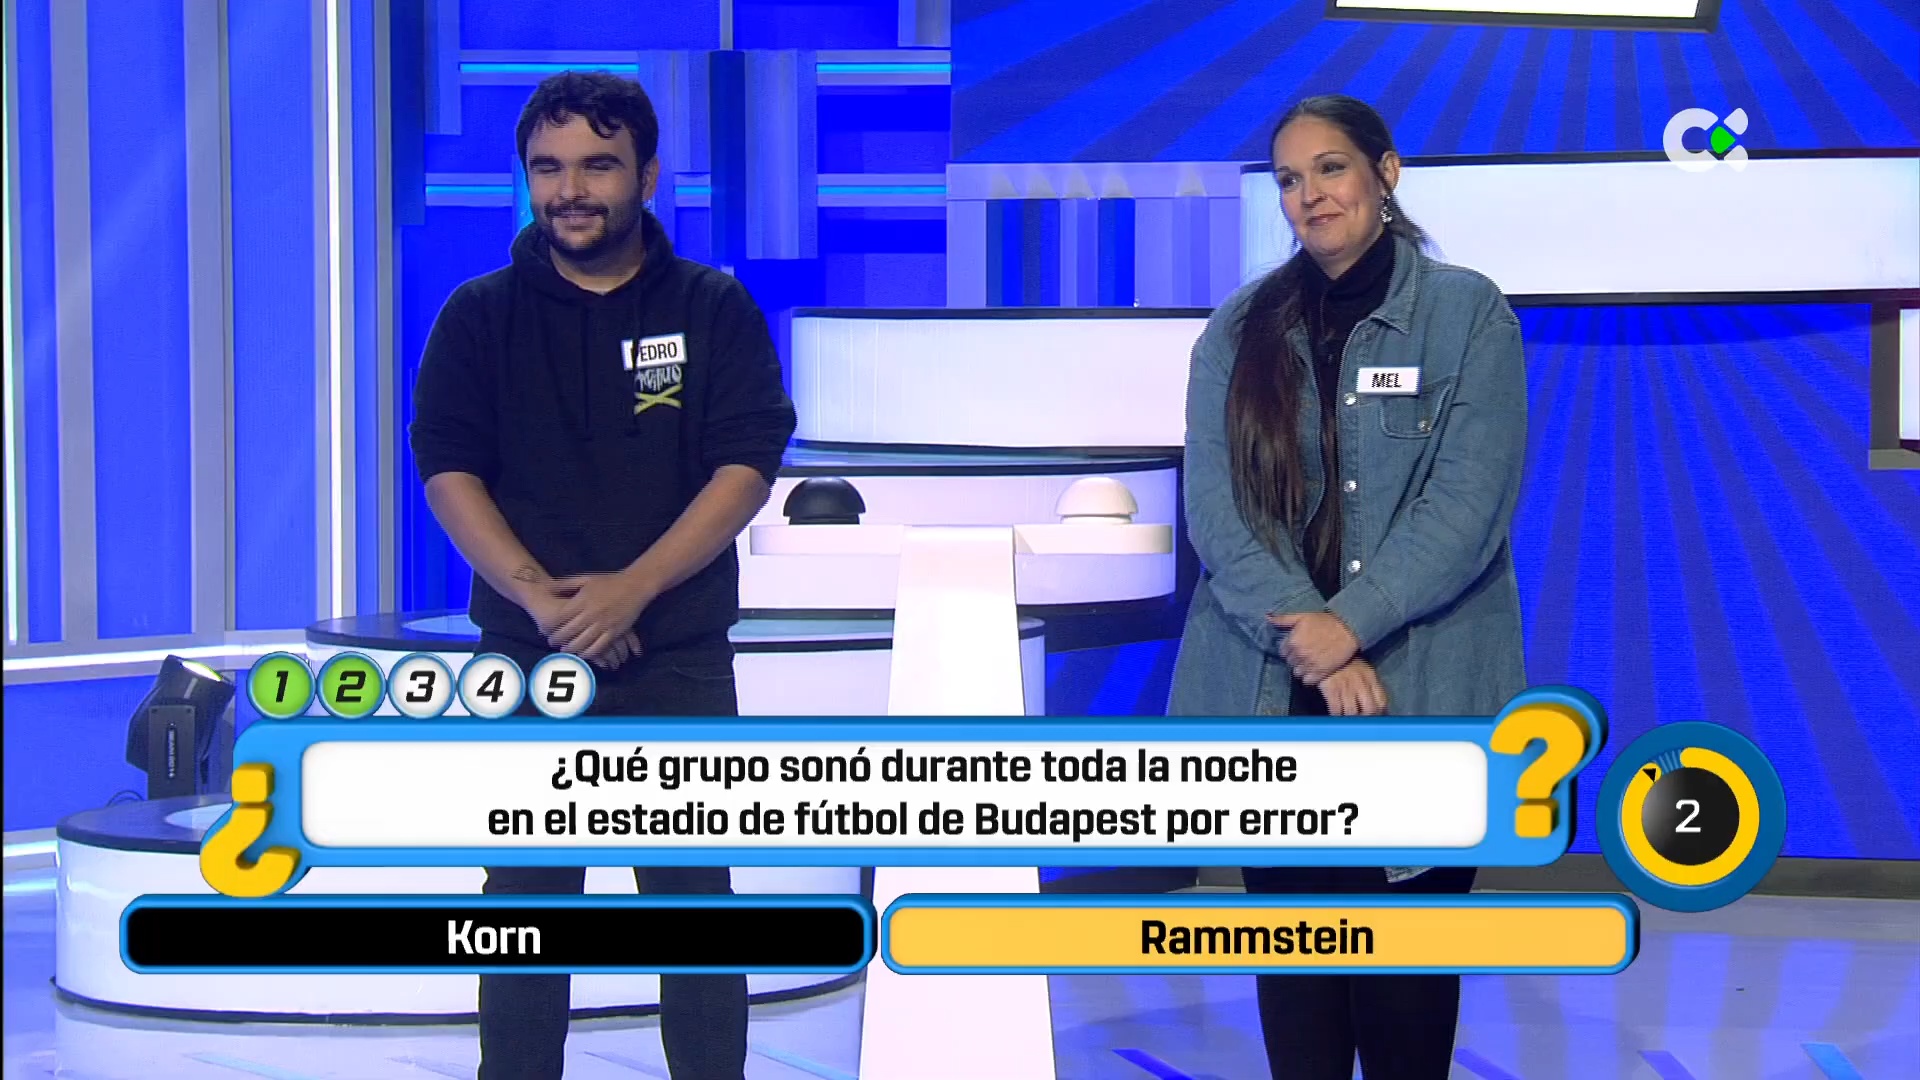 PEDRO
MEL
1 2 3 4 5
¿Qué grupo sonó durante toda la noche
en el estadio de fútbol de Budapest por error?
2
Korn
Rammstein